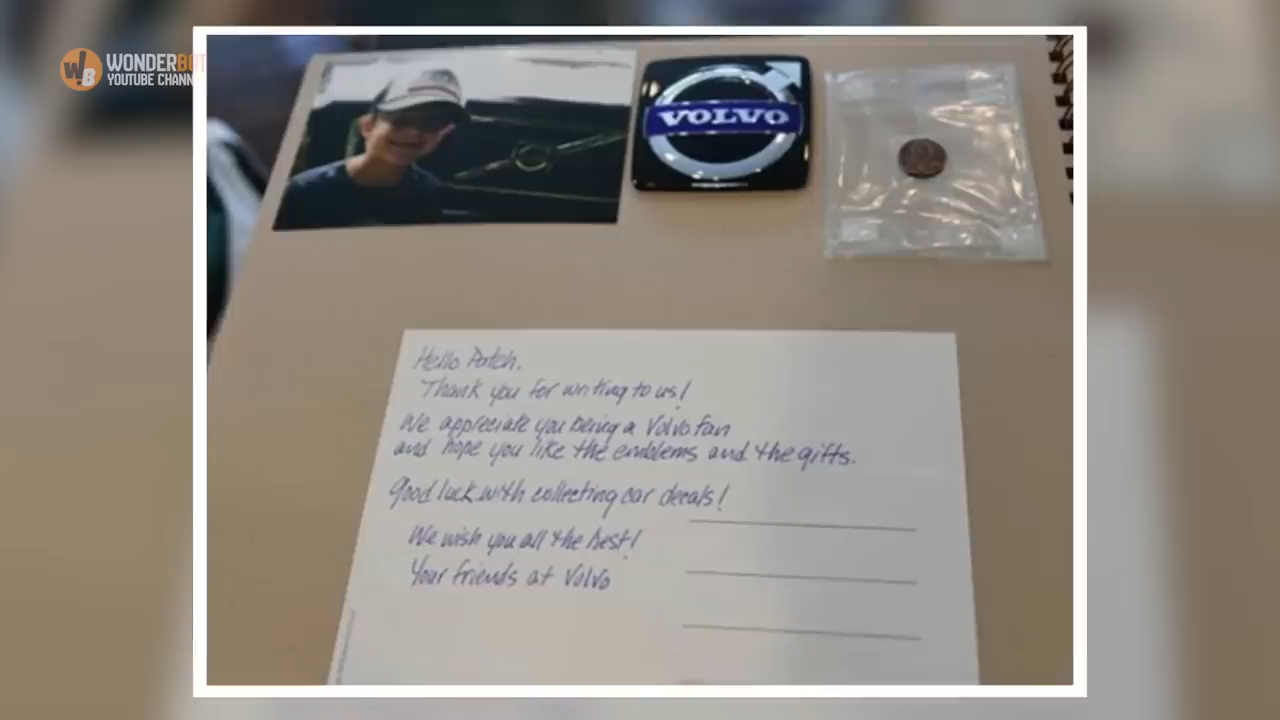 WONDERBOT
YOUTUBE CHANN
VOLVO
Hello Patch.
Thank you for writing to us!
We appreciate you being a Volvo fan
and hope you like the emblems and the gifts.
Good luck with collecting car decals!
We wish you all the best!
Your friends at Volvo